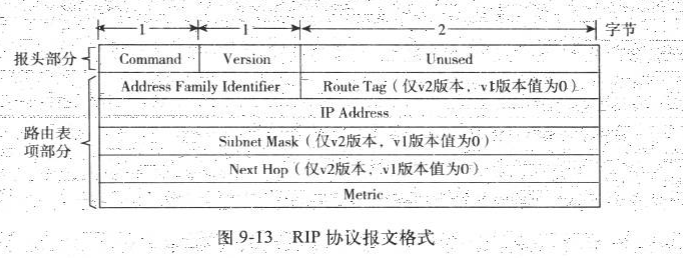 1 1 2 字节
报头部分 Command Version Unused
Address Family Identifier Route Tag（仅v2版本，v1版本值为0）
IP Address
路由表
项部分
Subnet Mask（仅v2版本，v1版本值为0）
Next Hop（仅v2版本，v1版本值为0）
Metric
图 9-13 RIP 协议报文格式